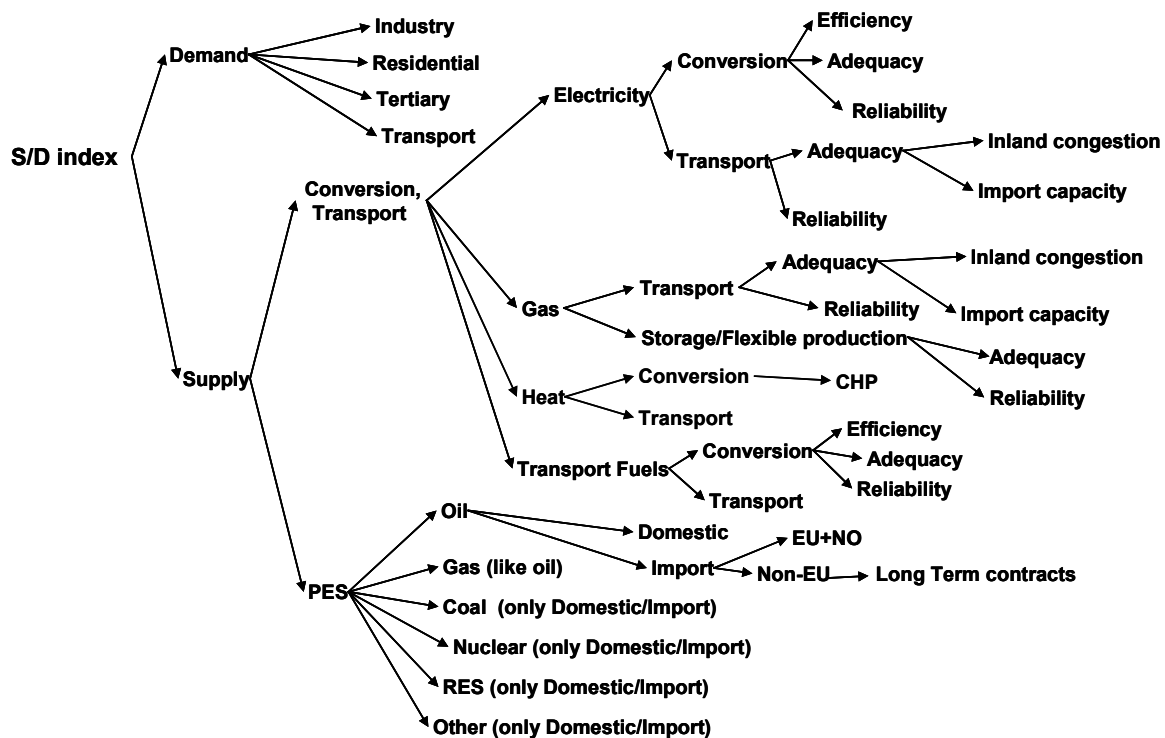 S/D index
Demand
Industry
Residential
Tertiary
Transport
Supply
Conversion,
Transport
Electricity
Conversion
Efficiency
Adequacy
Reliability
Transport
Adequacy
Inland congestion
Import capacity
Reliability
Gas
Transport
Adequacy
Inland congestion
Import capacity
Reliability
Storage/Flexible production
Adequacy
Reliability
Heat
Conversion
CHP
Transport
Transport Fuels
Conversion
Efficiency
Adequacy
Reliability
Transport
PES
Oil
Domestic
Import
EU+NO
Non-EU
Long Term contracts
Gas (like oil)
Coal (only Domestic/Import)
Nuclear (only Domestic/Import)
RES (only Domestic/Import)
Other (only Domestic/Import)